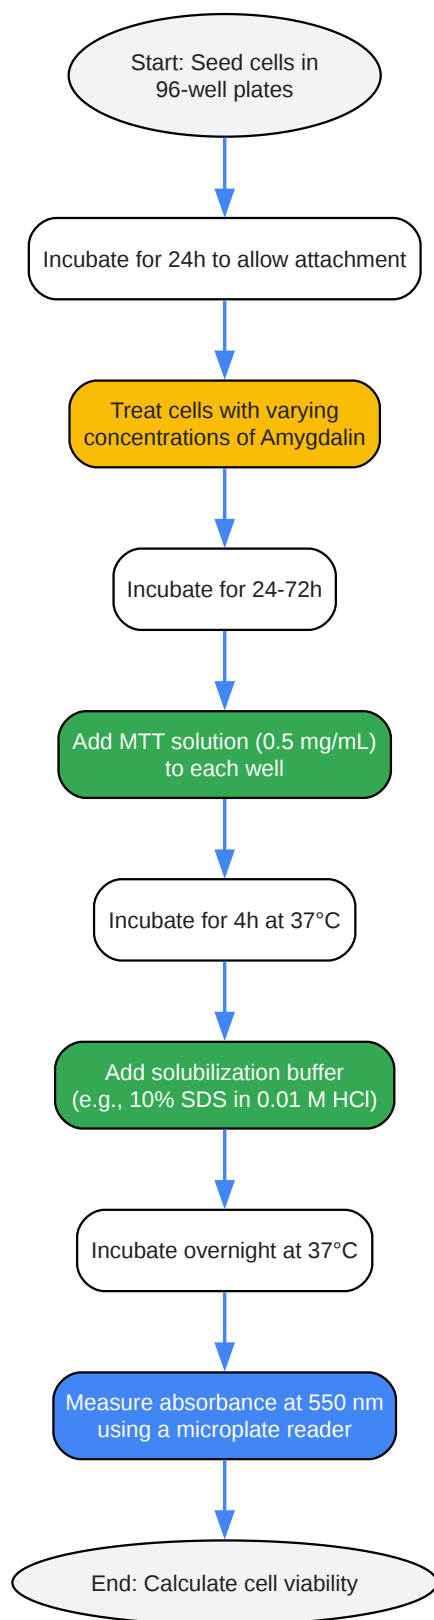 Start: Seed cells in
96-well plates
Incubate for 24h to allow attachment
Treat cells with varying
concentrations of Amygdalin
Incubate for 24-72h
Add MTT solution (0.5 mg/mL)
to each well
Incubate for 4h at 37°C
Add solubilization buffer
(e.g., 10% SDS in 0.01 M HCl)
Incubate overnight at 37°C
Measure absorbance at 550 nm
using a microplate reader
End: Calculate cell viability